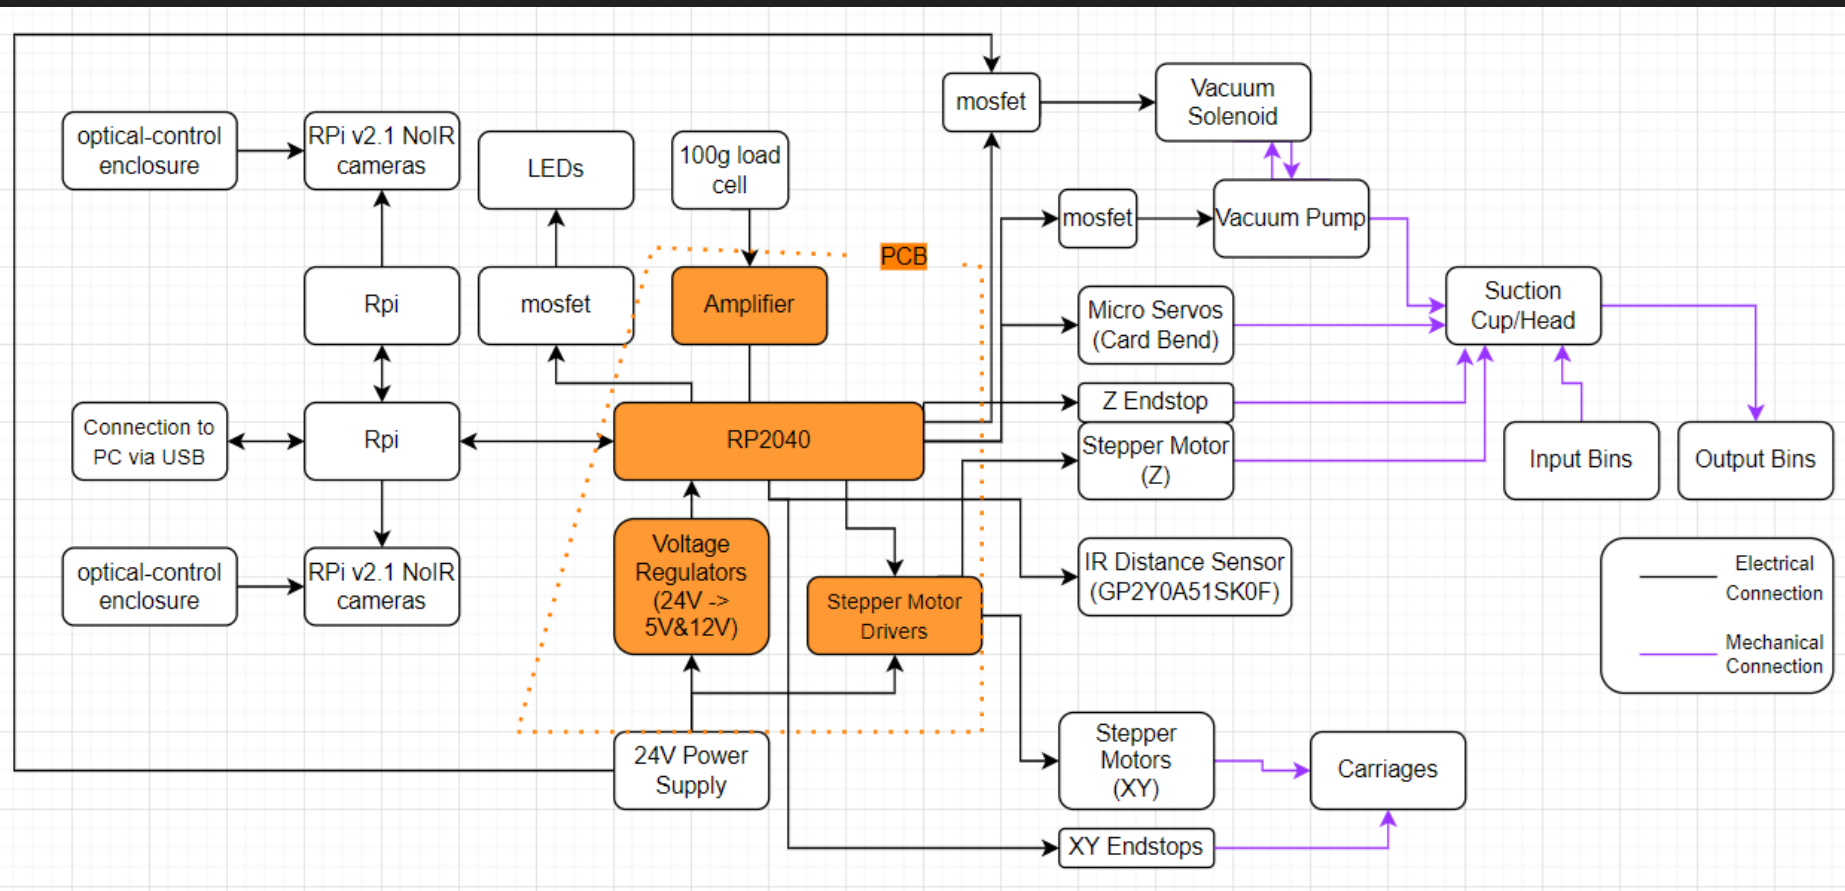 mosfet
Vacuum
Solenoid
optical-control
enclosure
RPi v2.1 NoIR
cameras
LEDs
100g load
cell
mosfet
Vacuum Pump
PCB
Rpi
mosfet
Amplifier
Micro Servos
(Card Bend)
Suction
Cup/Head
Z Endstop
Connection to
PC via USB
Rpi
RP2040
Stepper Motor
(Z)
Input Bins
Output Bins
optical-control
enclosure
RPi v2.1 NoIR
cameras
Voltage
Regulators
(24V ->
5V&12V)
Stepper Motor
Drivers
IR Distance Sensor
(GP2Y0A51SK0F)
Electrical
Connection
Mechanical
Connection
24V Power
Supply
Stepper
Motors
(XY)
Carriages
XY Endstops